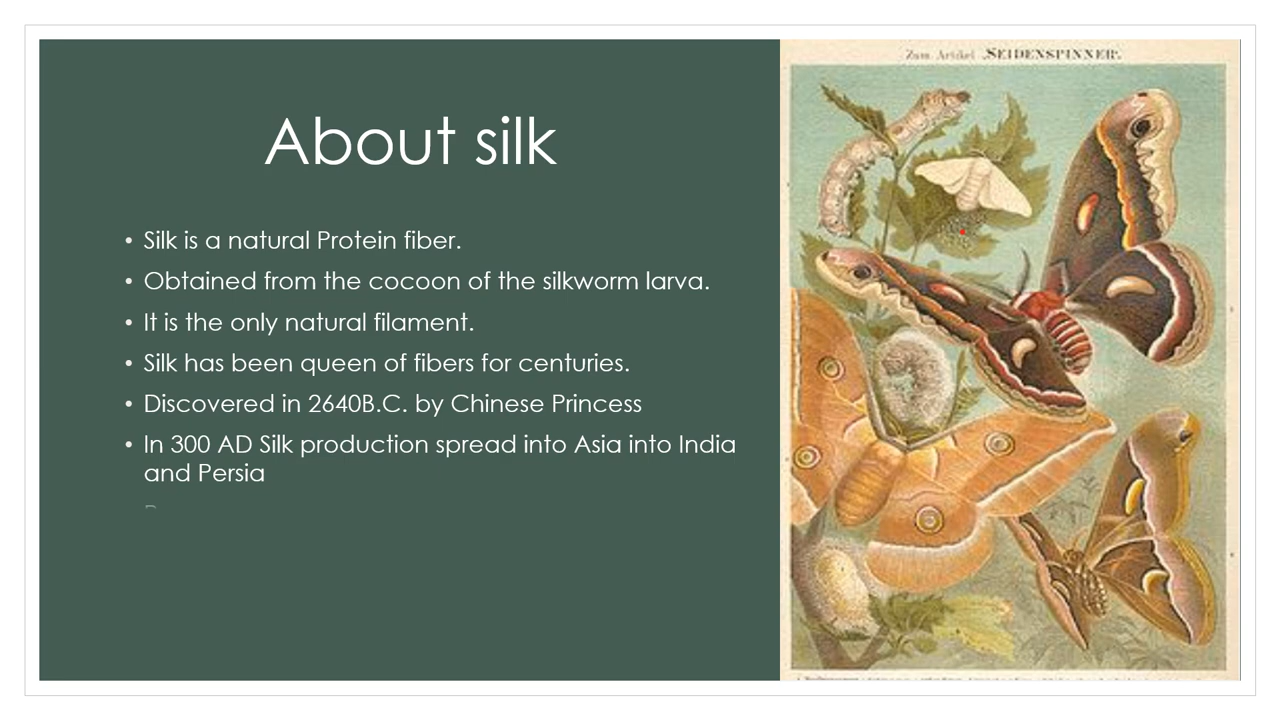 Zum Artikel „SEIDENSPINNER".
About silk
• Silk is a natural Protein fiber.
• Obtained from the cocoon of the silkworm larva.
• It is the only natural filament.
• Silk has been queen of fibers for centuries.
• Discovered in 2640B.C. by Chinese Princess
• In 300 AD Silk production spread into Asia into India
and Persia